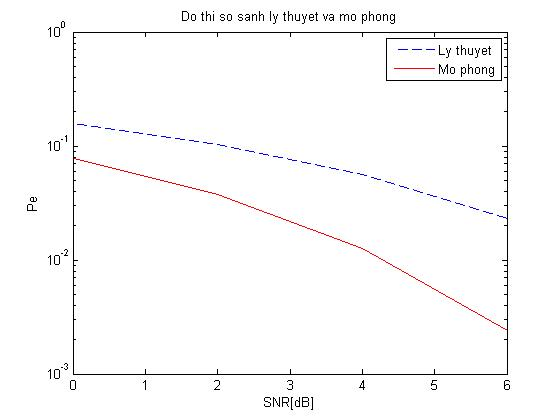 Do thi so sanh ly thuyet va mo phong
10^0
10^-1
10^-2
10^-3
Pe
Ly thuyet
Mo phong
0 1 2 3 4 5 6
SNR[dB]